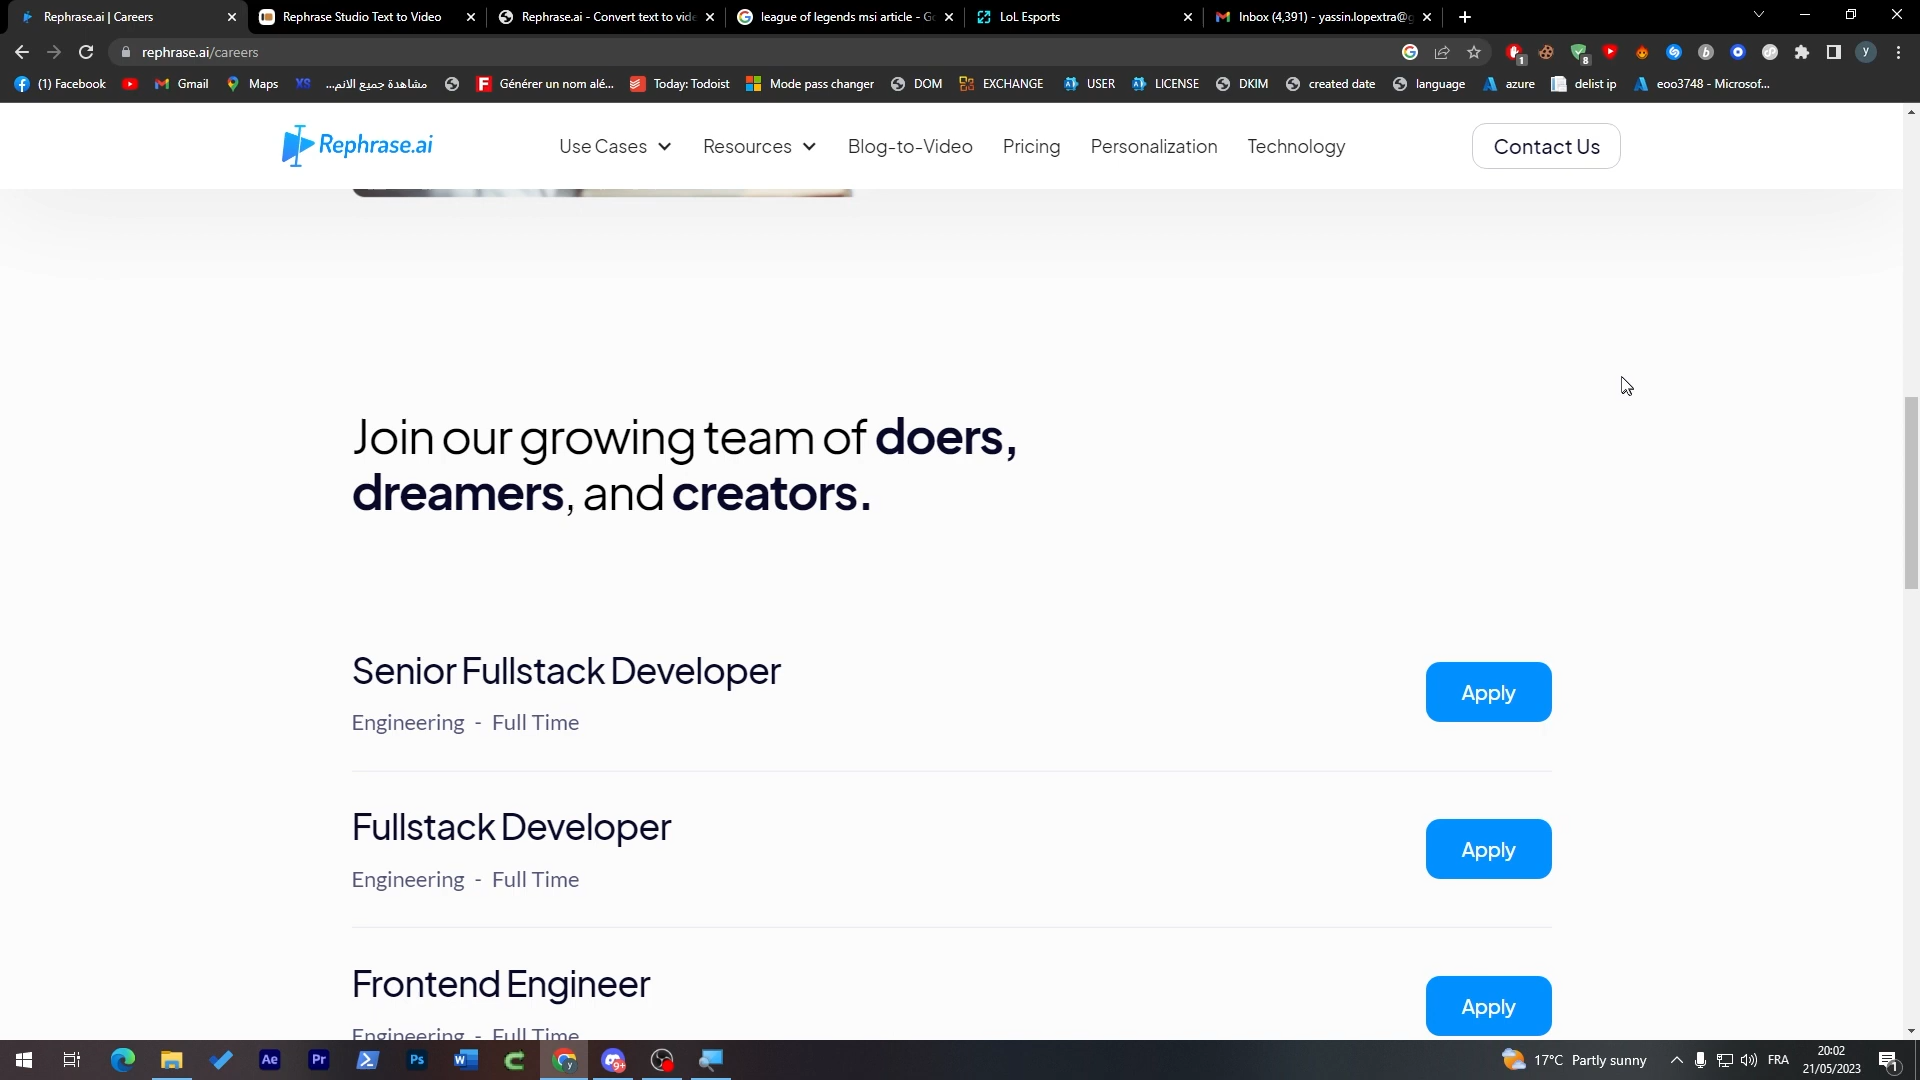 Rephrase.ai | Careers
Rephrase Studio Text to Video
Rephrase.ai - Convert text to vide
league of legends msi article - Go
LoL Esports
Inbox (4,391) - yassin.lopextra@g
rephrase.ai/careers
(1) Facebook
Gmail
Maps
XS
مشاهدة جميع الانم...
Générer un nom alé...
Today: Todoist
Mode pass changer
DOM
EXCHANGE
USER
LICENSE
DKIM
created date
language
azure
delist ip
eoo3748 - Microsof...
Rephrase.ai
Use Cases
Resources
Blog-to-Video
Pricing
Personalization
Technology
Contact Us
Join our growing team of doers,
dreamers, and creators.
Senior Fullstack Developer
Engineering - Full Time
Apply
Fullstack Developer
Engineering - Full Time
Apply
Frontend Engineer
Engineering - Full Time
Apply
17°C Partly sunny
FRA
20:02
21/05/2023